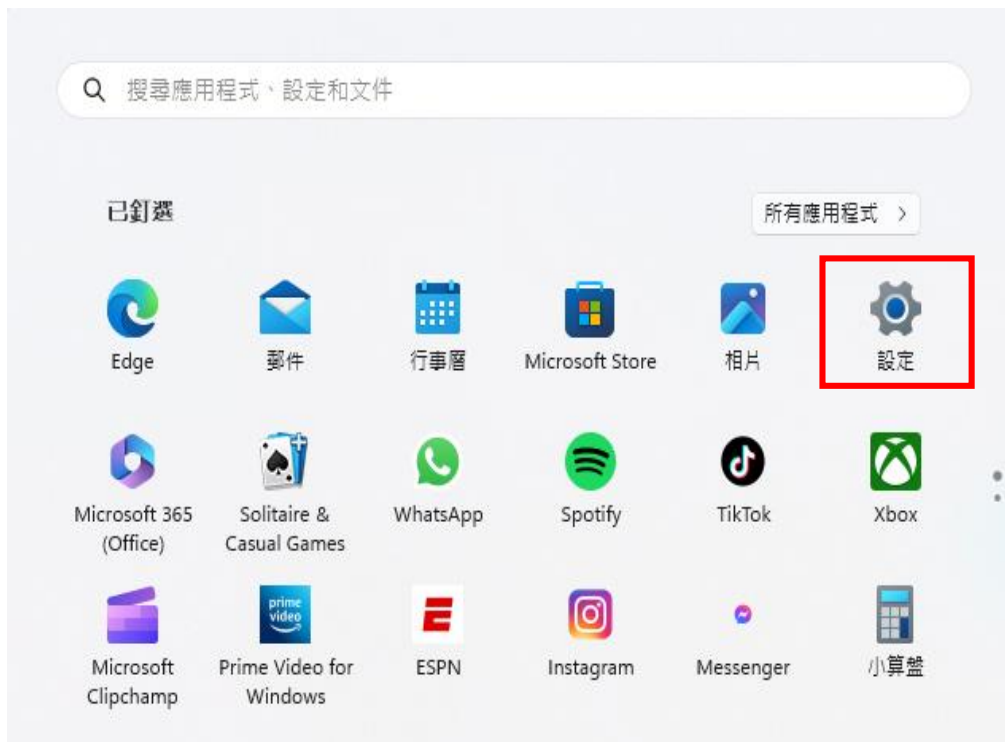 搜尋應用程式、設定和文件
已釘選
所有應用程式 >
Edge
郵件
行事曆
Microsoft Store
相片
設定
Microsoft 365
(Office)
Solitaire &
Casual Games
WhatsApp
Spotify
TikTok
Xbox
prime
video
Microsoft
Clipchamp
Prime Video for
Windows
ESPN
Instagram
Messenger
小算盤